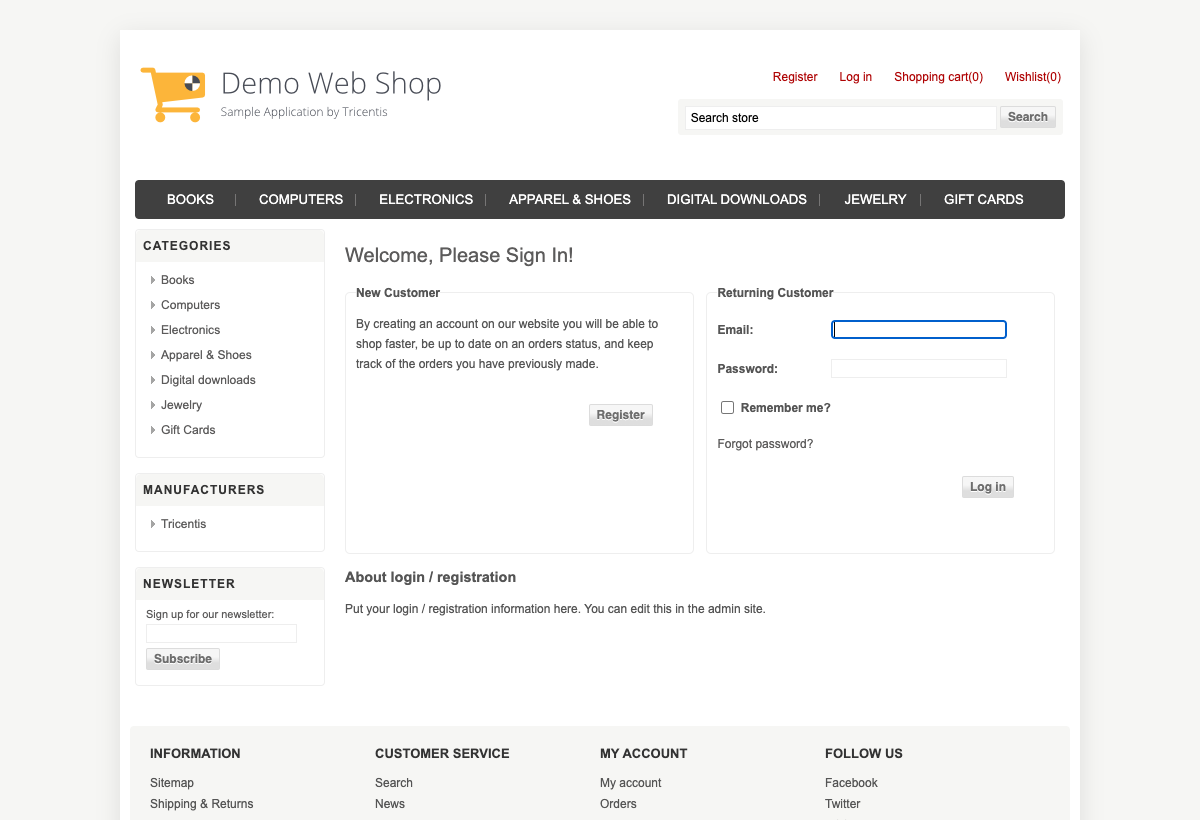 Demo Web Shop
Sample Application by Tricentis
Register Log in Shopping cart(0) Wishlist(0)
Search store Search
BOOKS COMPUTERS ELECTRONICS APPAREL & SHOES DIGITAL DOWNLOADS JEWELRY GIFT CARDS
CATEGORIES
Books
Computers
Electronics
Apparel & Shoes
Digital downloads
Jewelry
Gift Cards
MANUFACTURERS
Tricentis
NEWSLETTER
Sign up for our newsletter:
Subscribe
Welcome, Please Sign In!
New Customer
By creating an account on our website you will be able to
shop faster, be up to date on an orders status, and keep
track of the orders you have previously made.
Register
Returning Customer
Email:
Password:
Remember me?
Forgot password?
Log in
About login / registration
Put your login / registration information here. You can edit this in the admin site.
INFORMATION
Sitemap
Shipping & Returns
CUSTOMER SERVICE
Search
News
MY ACCOUNT
My account
Orders
FOLLOW US
Facebook
Twitter